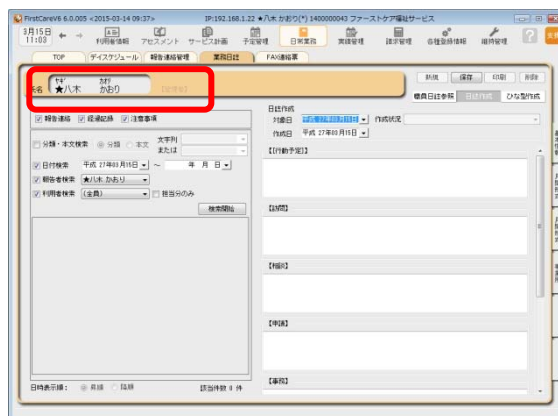 FirstCoreV6 6.0.005 <2015-03-14 09:37> IP:192.168.1.22 ★八木 かおり(*) 1400000043 ファーストケア福祉サービス
3月15日
11:03
利用者情報 アセスメント サービス計画 予定管理 日常業務 実績管理 請求管理 各種登録情報 維持管理
TOP デイスケジュール 報告連絡管理 業務日誌 FAX連絡票
ﾔｷﾞ ｶｵﾘ
氏名 ★八木 かおり
新規 保存 印刷 削除
職員日誌参照 日誌作成 ひな型作成
報告連絡 経過記録 注意事項
分類・本文検索 分類 本文 文字列 または
日付検索 平成 27年03月15日 ～ 年 月 日
報告者検索 ★八木 かおり
利用者検索 (全員) 担当分のみ
検索開始
日時表示順： 昇順 降順 該当件数 0 件
日誌作成
対象日 平成 27年03月15日 作成状況
作成日 平成 27年03月15日
【(行動予定)】
【訪問】
【相談】
【申請】
【事務】